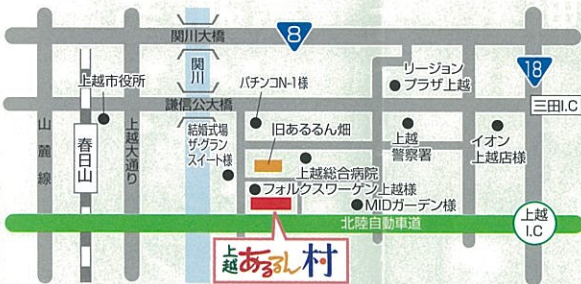 関川大橋
8
関川
上越市役所
パチンコN-1様
リージョン
プラザ上越
18
謙信公大橋
三田I.C
山麓線
春日山
上越大通り
結婚式場
ザ・グラン
スイート様
旧あるるん畑
上越
警察署
イオン
上越店様
上越総合病院
フォルクスワーゲン上越様
MIDガーデン様
北陸自動車道
上越
I.C
上越あるるん村